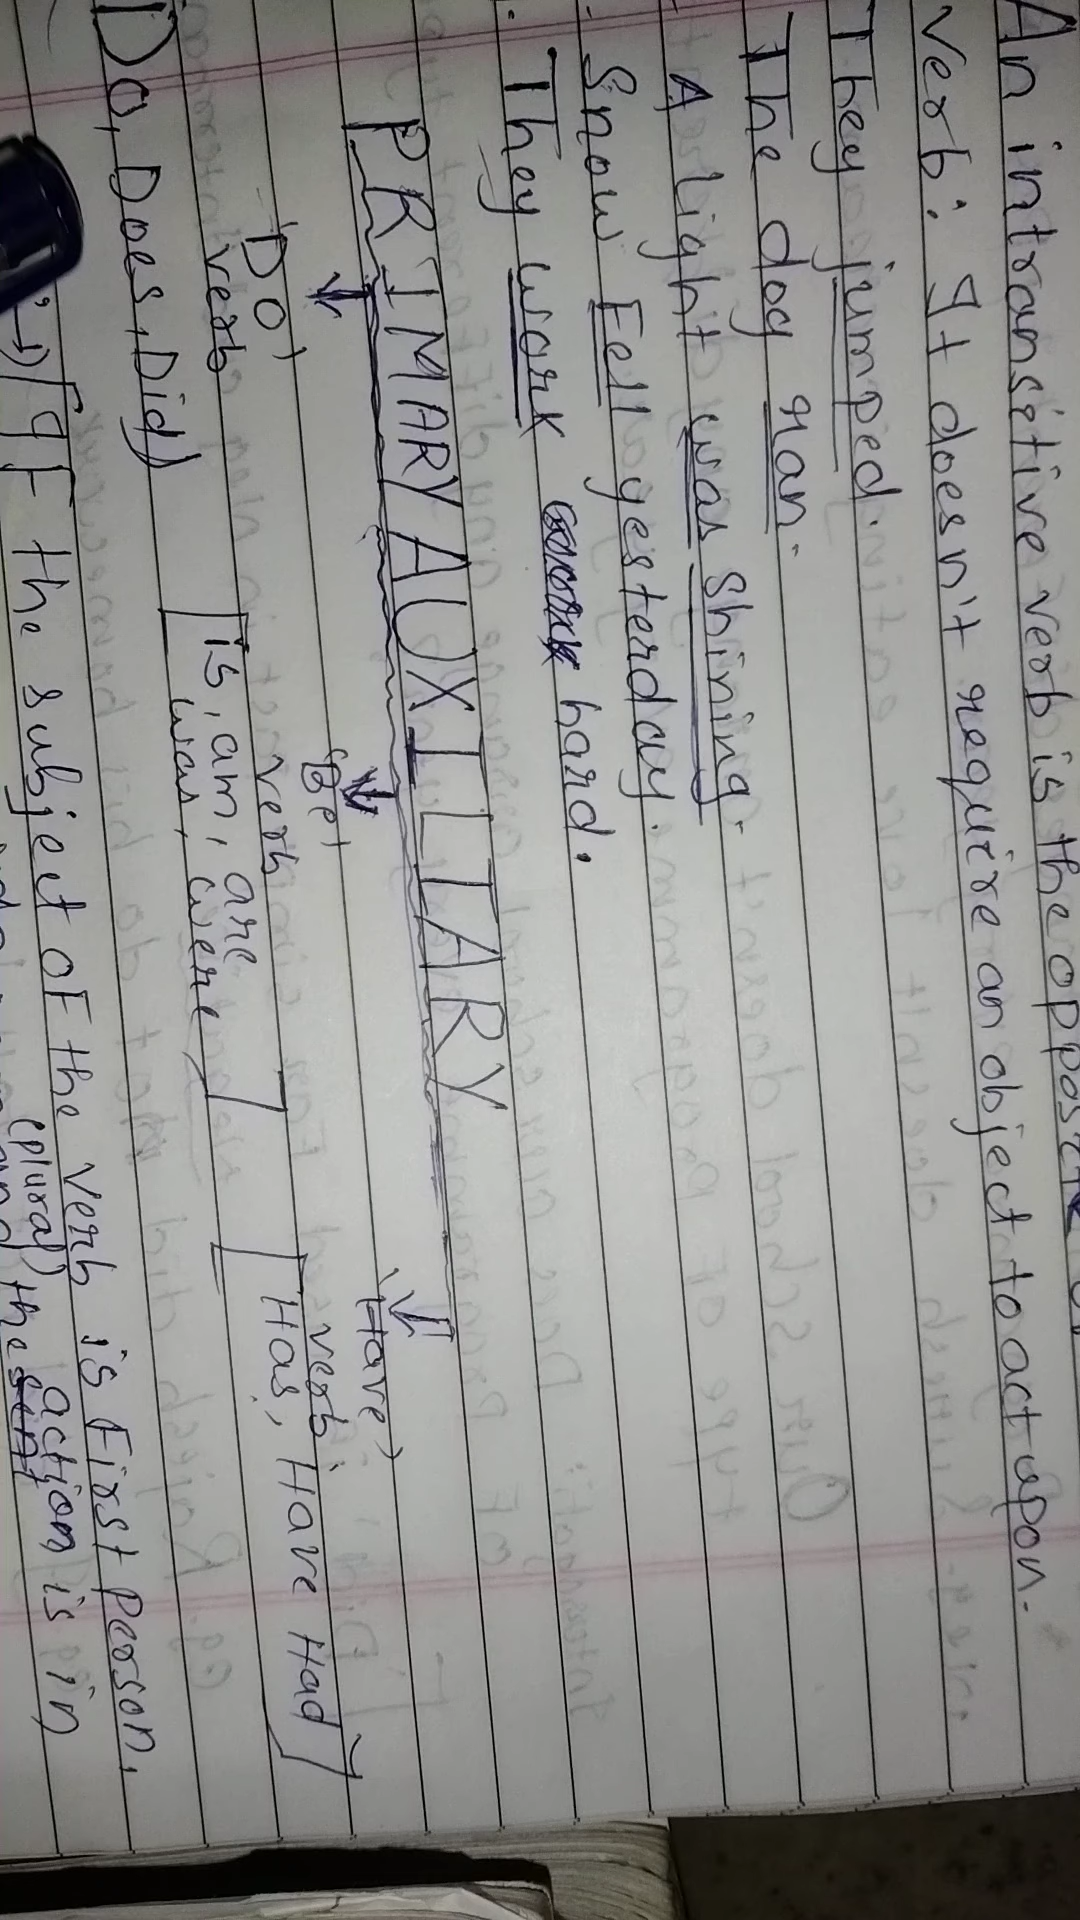 An intransitive verb is the opposite of
Verb: It doesn't require an object to act upon.
They jumped.
The dog ran.
A light was shining.
Snow Fell yesterday.
They work hard.
PRIMARY AUXILIARY
'DO' 'Be' 'Have'
verb verb verb
Do, Does, Did) [is, am, are was, were] [Has, Have Had]
IF the subject of the verb is First Person,
(plural) the action is in